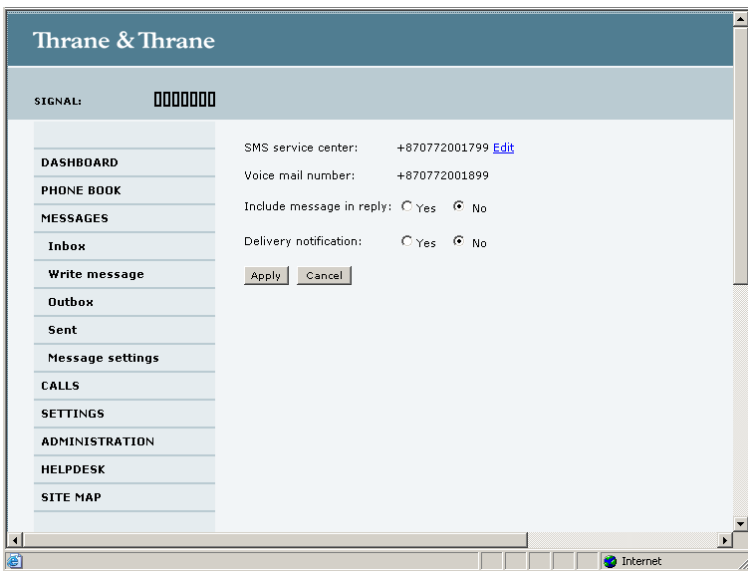 Thrane & Thrane
SIGNAL:
DASHBOARD
PHONE BOOK
MESSAGES
Inbox
Write message
Outbox
Sent
Message settings
CALLS
SETTINGS
ADMINISTRATION
HELPDESK
SITE MAP
SMS service center: +870772001799 Edit
Voice mail number: +870772001899
Include message in reply: Yes No
Delivery notification: Yes No
Apply Cancel
Internet